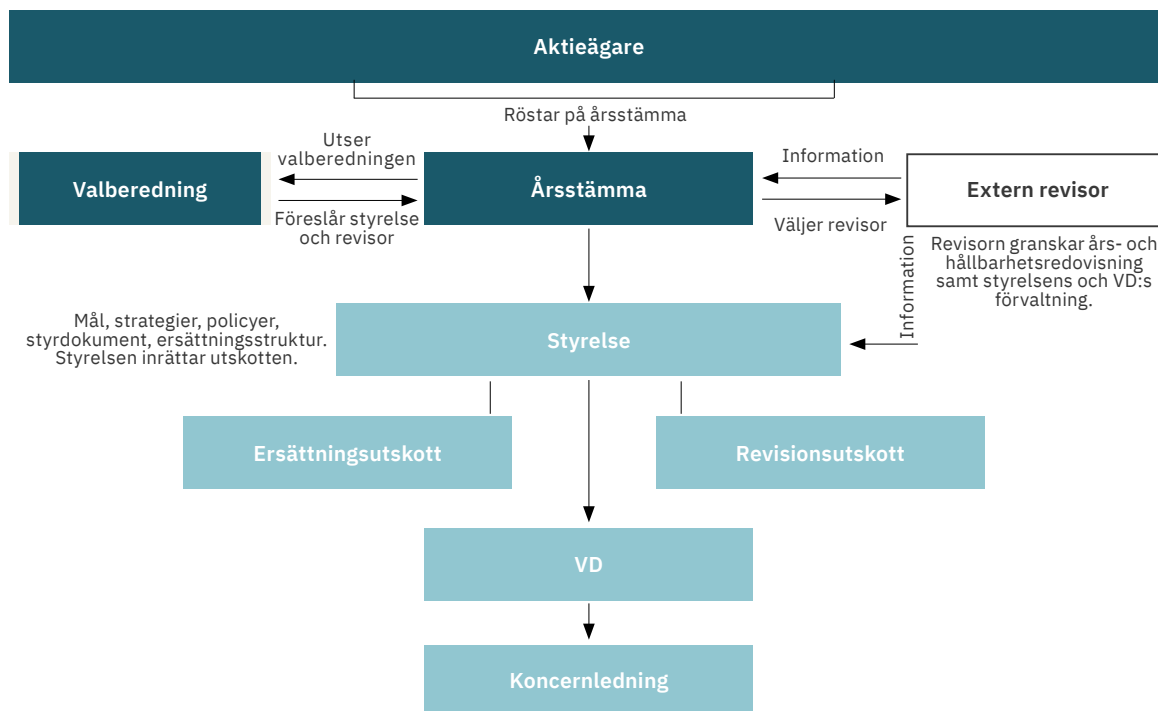 Aktieägare
Röstar på årsstämma
Utser
valberedningen
Information
Valberedning
Årsstämma
Extern revisor
Föreslår styrelse
och revisor
Väljer revisor
Information
Revisorn granskar års- och
hållbarhetsredovisning
samt styrelsens och VD:s
förvaltning.
Mål, strategier, policyer,
styrdokument, ersättningsstruktur.
Styrelsen inrättar utskotten.
Styrelse
Ersättningsutskott
Revisionsutskott
VD
Koncernledning